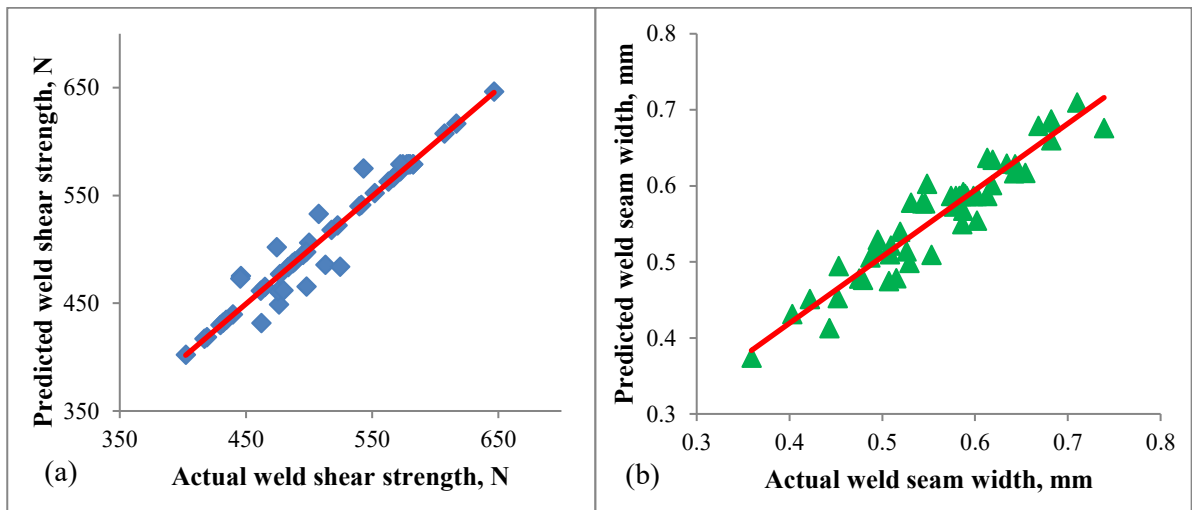 Predicted weld shear strength, N
650
550
450
350
350 450 550 650
(a) Actual weld shear strength, N
Predicted weld seam width, mm
0.7
0.6
0.5
0.4
0.3
0.3 0.4 0.5 0.6 0.7 0.8
(b) Actual weld seam width, mm